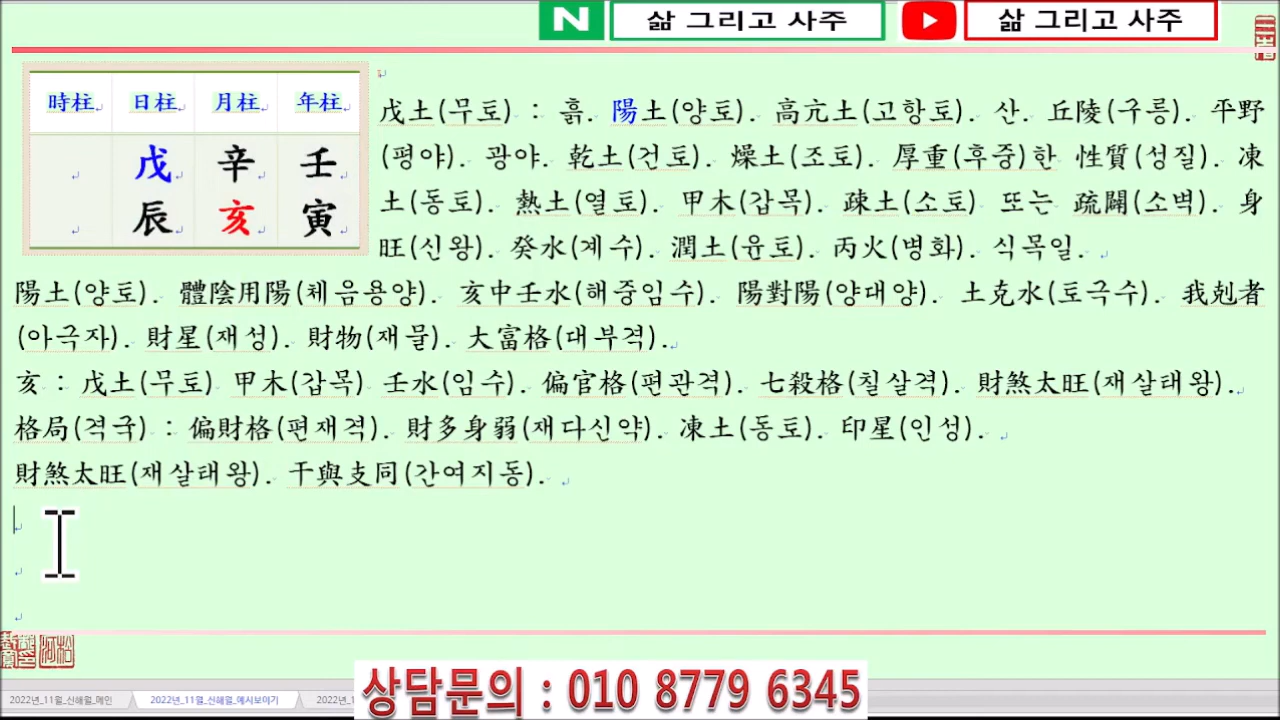 N 삶 그리고 사주 삶 그리고 사주
時柱 日柱 月柱 年柱
戊 辛 壬
辰 亥 寅
戊土(무토) : 흙. 陽土(양토). 高亢土(고항토). 산. 丘陵(구릉). 平野
(평야). 광야. 乾土(건토). 燥土(조토). 厚重(후중)한 性質(성질). 凍
土(동토). 熱土(열토). 甲木(갑목). 疎土(소토) 또는 疏闢(소벽). 身
旺(신왕). 癸水(계수). 潤土(윤토). 丙火(병화). 식목일.
陽土(양토). 體陰用陽(체음용양). 亥中壬水(해중임수). 陽對陽(양대양). 土克水(토극수). 我剋者
(아극자). 財星(재성). 財物(재물). 大富格(대부격).
亥 : 戊土(무토) 甲木(갑목) 壬水(임수). 偏官格(편관격). 七殺格(칠살격). 財煞太旺(재살태왕).
格局(격국) : 偏財格(편재격). 財多身弱(재다신약). 凍土(동토). 印星(인성).
財煞太旺(재살태왕). 干與支同(간여지동).
2022년_11월_신해월_메인 2022년_11월_신해월_예시보이기 2022년_1
상담문의 : 010 8779 6345